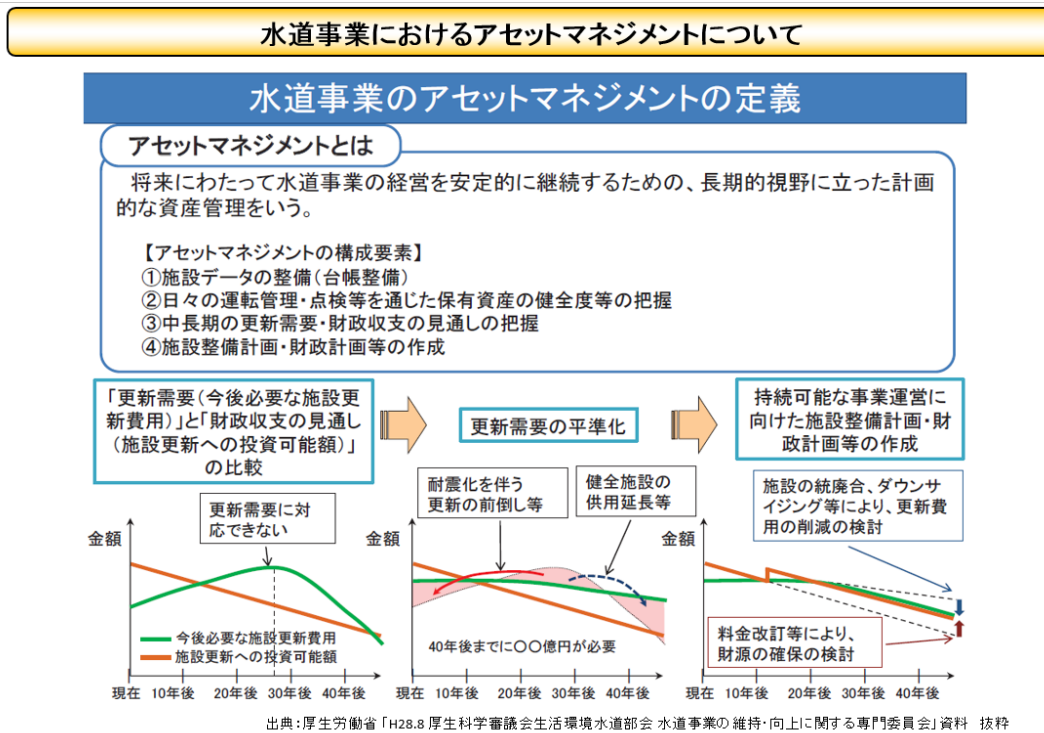 水道事業におけるアセットマネジメントについて
水道事業のアセットマネジメントの定義
アセットマネジメントとは
将来にわたって水道事業の経営を安定的に継続するための、長期的視野に立った計画
的な資産管理をいう。
【アセットマネジメントの構成要素】
①施設データの整備(台帳整備)
②日々の運転管理・点検等を通じた保有資産の健全度等の把握
③中長期の更新需要・財政収支の見通しの把握
④施設整備計画・財政計画等の作成
「更新需要(今後必要な施設更
新費用)」と「財政収支の見通し
(施設更新への投資可能額)」
の比較
更新需要の平準化
持続可能な事業運営に
向けた施設整備計画・財
政計画等の作成
更新需要に対
応できない
金額
今後必要な施設更新費用
施設更新への投資可能額
現在 10年後 20年後 30年後 40年後
耐震化を伴う
更新の前倒し等
健全施設の
供用延長等
金額
40年後までに〇〇億円が必要
現在 10年後 20年後 30年後 40年後
施設の統廃合、ダウンサ
イジング等により、更新費
用の削減の検討
金額
料金改訂等により、
財源の確保の検討
現在 10年後 20年後 30年後 40年後
出典:厚生労働省「H28.8 厚生科学審議会生活環境水道部会 水道事業の維持・向上に関する専門委員会」資料 抜粋